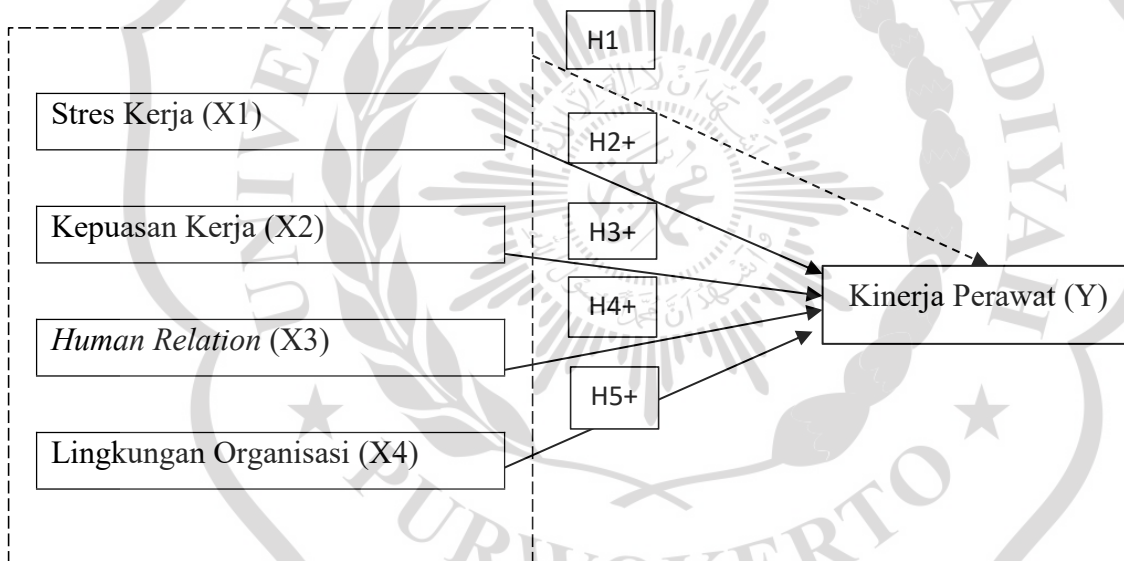 H1
Stres Kerja (X1)
H2+
Kepuasan Kerja (X2)
H3+
Kinerja Perawat (Y)
H4+
Human Relation (X3)
H5+
Lingkungan Organisasi (X4)
PURWOKERTO